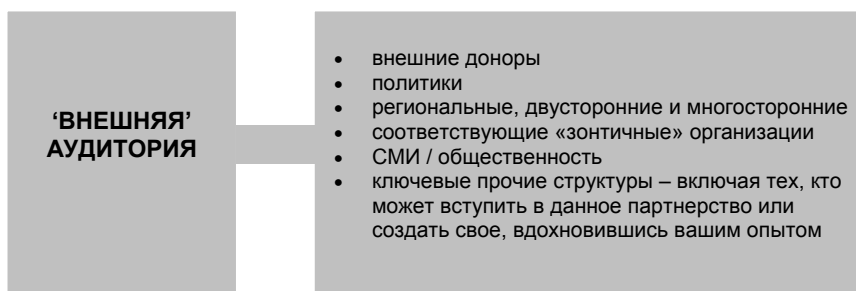 ‘ВНЕШНЯЯ’
АУДИТОРИЯ
• внешние доноры
• политики
• региональные, двусторонние и многосторонние
• соответствующие «зонтичные» организации
• СМИ / общественность
• ключевые прочие структуры – включая тех, кто
может вступить в данное партнерство или
создать свое, вдохновившись вашим опытом